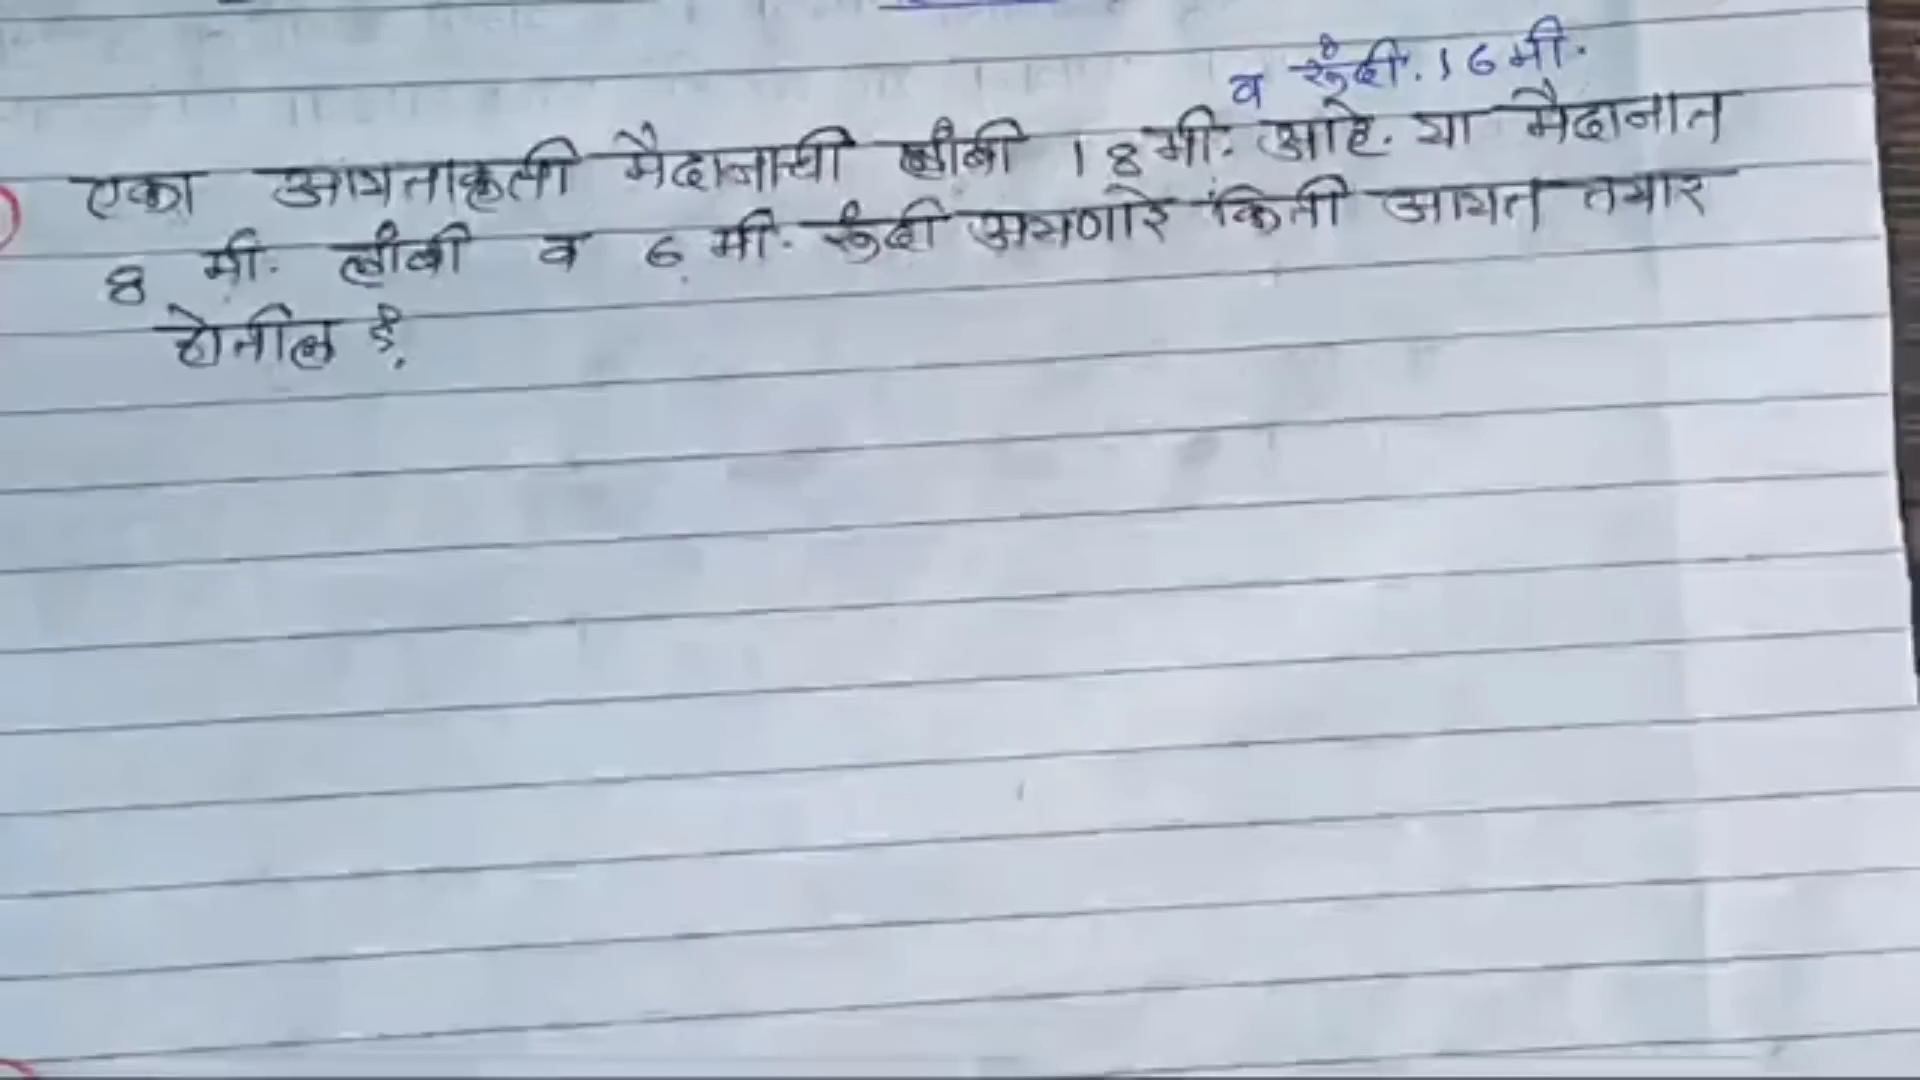 व रुंदी. 16 मी.
एका आयताकृती मैदानाची लांबी 18 मी. आहे. या मैदानात
8 मी. लांबी व 6 मी. रुंदी असणारे किती आयत तयार
होतील ?